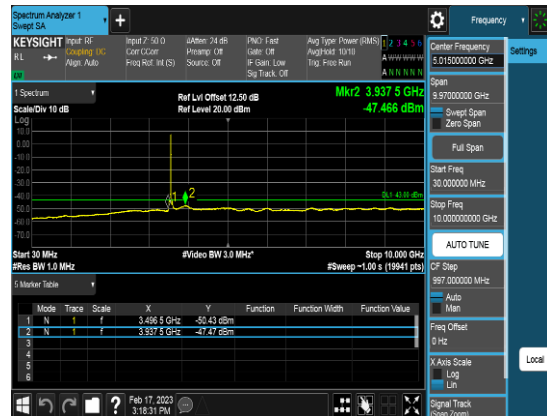 Spectrum Analyzer 1
Swept SA
+
Frequency
KEYSIGHT
Input: RF
Coupling: DC
Align: Auto
Input Z: 50 Ω
Corr CCorr
Freq Ref: Int (S)
#Atten: 24 dB
Preamp: Off
Source: Off
PNO: Fast
Gate: Off
IF Gain: Low
Sig Track: Off
Avg Type: Power (RMS)
Avg|Hold: 10/10
Trig: Free Run
1 2 3 4 5 6
A W W W W W
A N N N N N
RL
1 Spectrum
Scale/Div 10 dB
Log
Ref Lvl Offset 12.50 dB
Ref Level 20.00 dBm
Mkr2 3.937 5 GHz
-47.466 dBm
10.0
0.00
-10.0
-20.0
-30.0
-40.0
-50.0
-60.0
-70.0
1
2
Start 30 MHz
#Res BW 1.0 MHz
#Video BW 3.0 MHz*
Stop 10.000 GHz
#Sweep ~1.00 s (19941 pts)
5 Marker Table
Mode Trace Scale X Y Function Function Width Function Value
1 N 1 f 3.496 5 GHz -50.43 dBm
2 N 1 f 3.937 5 GHz -47.47 dBm
3
4
5
6
?
Feb 17, 2023
3:18:31 PM
Center Frequency
5.015000000 GHz
Settings
Span
9.97000000 GHz
Swept Span
Zero Span
Full Span
Start Freq
30.000000 MHz
Stop Freq
10.000000000 GHz
AUTO TUNE
CF Step
997.000000 MHz
Auto
Man
Freq Offset
0 Hz
X Axis Scale
Log
Lin
Local
Signal Track
(Span Zoom)